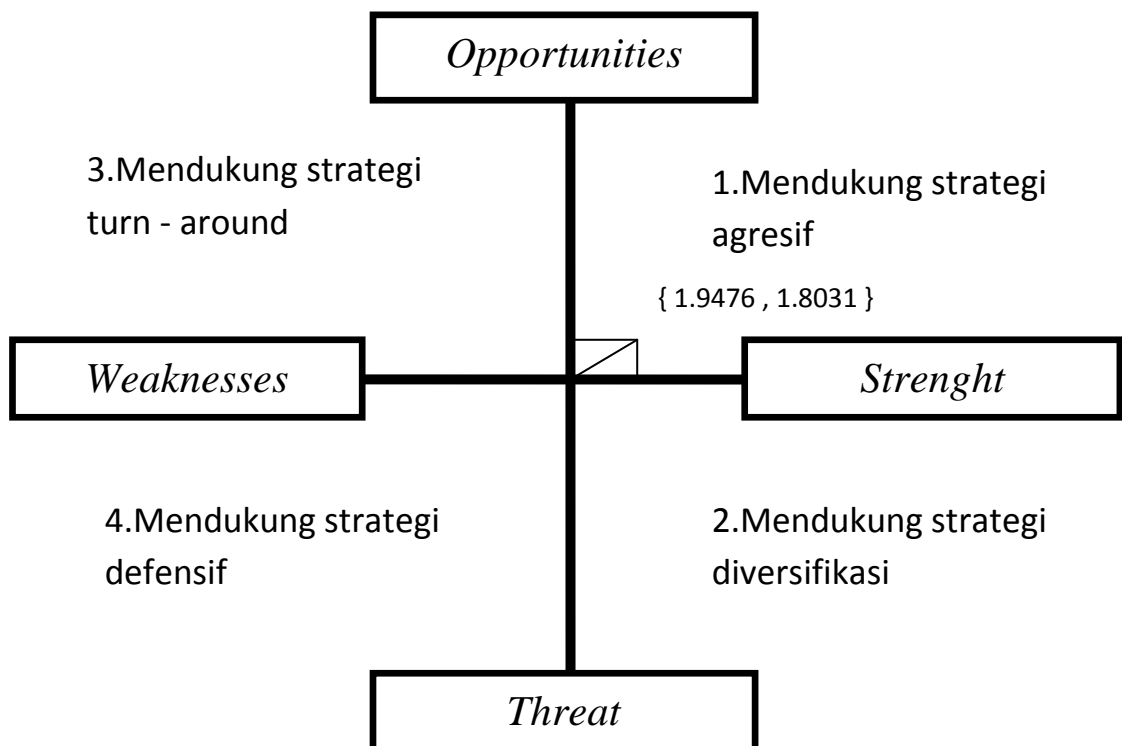 Opportunities
3.Mendukung strategi
turn - around
1.Mendukung strategi
agresif
{ 1.9476 , 1.8031 }
Weaknesses
Strenght
4.Mendukung strategi
defensif
2.Mendukung strategi
diversifikasi
Threat